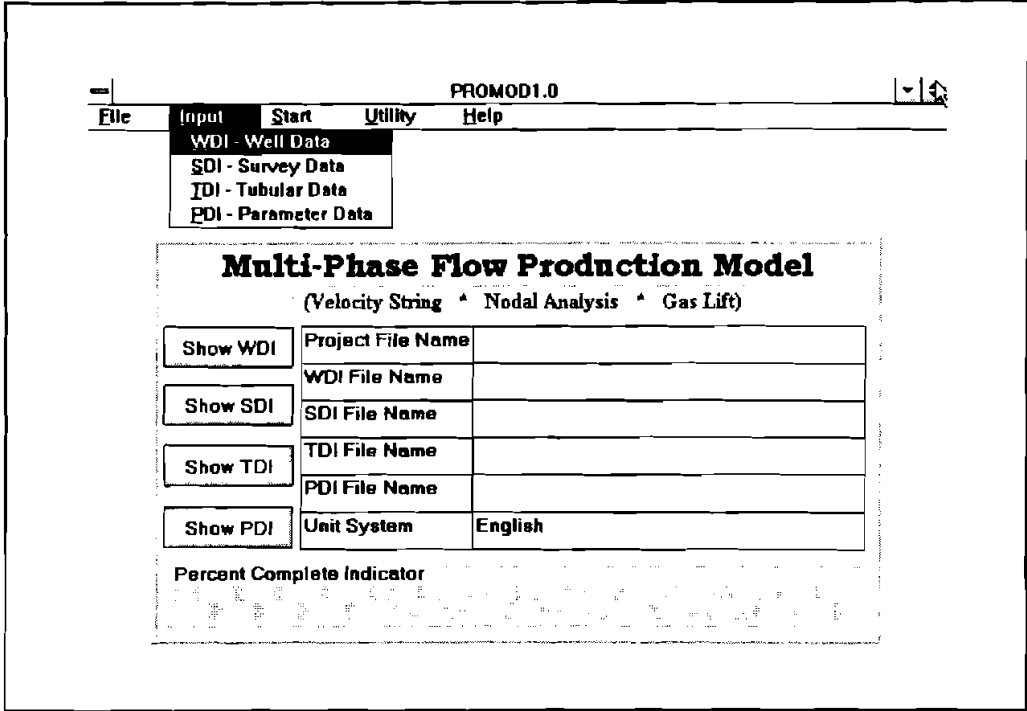 PROMOD1.0
File Input Start Utility Help
WDI - Well Data
SDI - Survey Data
TDI - Tubular Data
PDI - Parameter Data
Multi-Phase Flow Production Model
(Velocity String * Nodal Analysis * Gas Lift)
Show WDI Project File Name
WDI File Name
Show SDI SDI File Name
Show TDI TDI File Name
PDI File Name
Show PDI Unit System English
Percent Complete Indicator